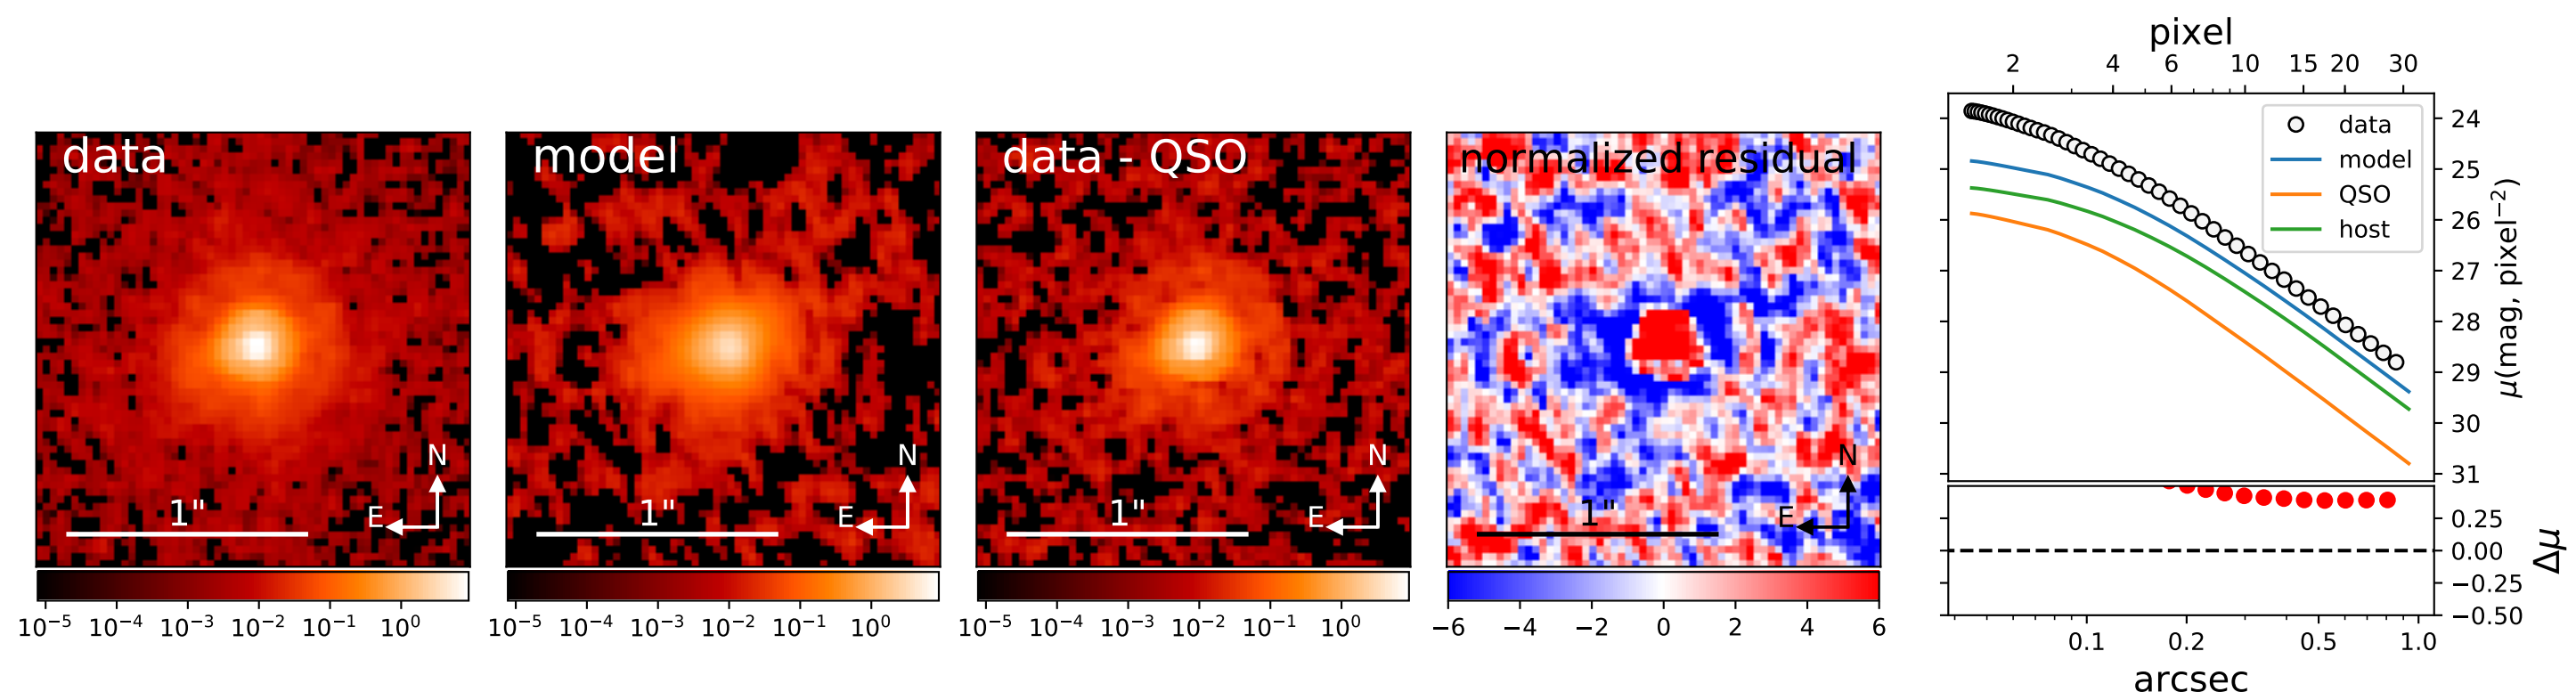 data
1"
N
E
10⁻⁵ 10⁻⁴ 10⁻³ 10⁻² 10⁻¹ 10⁰
model
1"
N
E
10⁻⁵ 10⁻⁴ 10⁻³ 10⁻² 10⁻¹ 10⁰
data - QSO
1"
N
E
10⁻⁵ 10⁻⁴ 10⁻³ 10⁻² 10⁻¹ 10⁰
normalized residual
1"
N
E
−6 −4 −2 0 2 4 6
pixel
2 4 6 10 15 20 30
data
model
QSO
host
24
25
26
27
28
29
30
31
μ(mag, pixel⁻²)
0.25
0.00
−0.25
−0.50
Δμ
0.1 0.2 0.5 1.0
arcsec